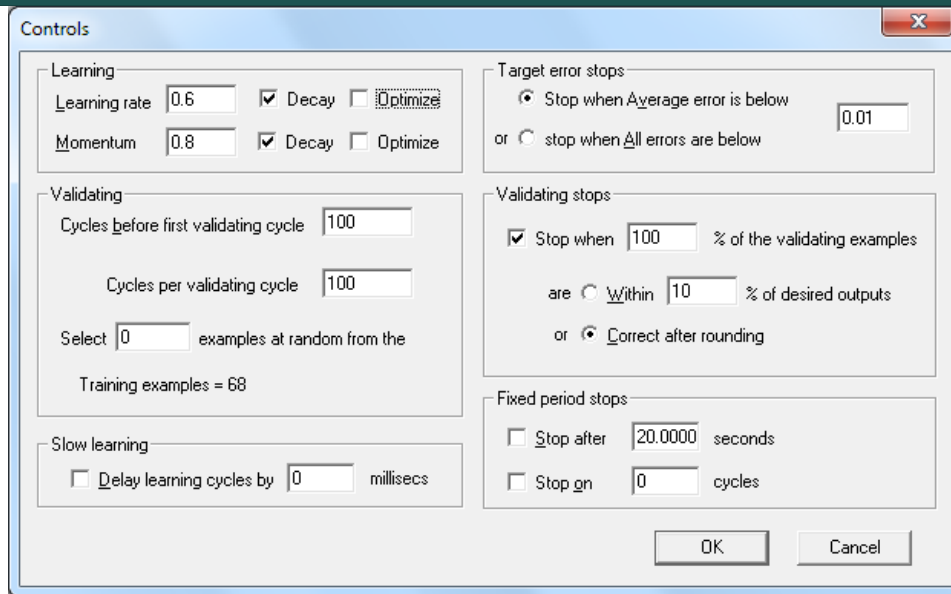 Controls
Learning
Learning rate 0.6 Decay Optimize
Momentum 0.8 Decay Optimize
Validating
Cycles before first validating cycle 100
Cycles per validating cycle 100
Select 0 examples at random from the
Training examples = 68
Slow learning
Delay learning cycles by 0 millisecs
Target error stops
Stop when Average error is below
0.01
or stop when All errors are below
Validating stops
Stop when 100 % of the validating examples
are Within 10 % of desired outputs
or Correct after rounding
Fixed period stops
Stop after 20.0000 seconds
Stop on 0 cycles
OK Cancel